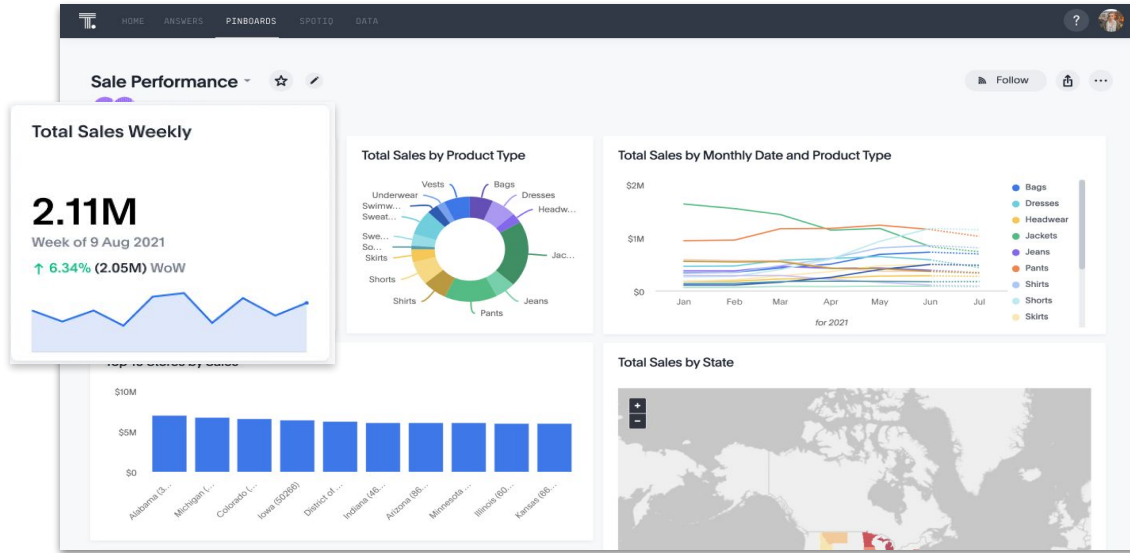 HOME ANSWERS PINBOARDS SPOTIQ DATA ?
Sale Performance
Follow
Total Sales Weekly
2.11M
Week of 9 Aug 2021
↑ 6.34% (2.05M) WoW
Total Sales by Product Type
Vests
Bags
Underwear
Dresses
Swimw...
Headw...
Sweat...
Swe...
So...
Jac...
Skirts
Shorts
Shirts
Jeans
Pants
Total Sales by Monthly Date and Product Type
$2M
$1M
$0
Jan Feb Mar Apr May Jun Jul
for 2021
Bags
Dresses
Headwear
Jackets
Jeans
Pants
Shirts
Shorts
Skirts
Top 10 Stores by Sales
$10M
$5M
$0
Alabama (3...
Michigan (...
Colorado (...
Iowa (50266)
District of...
Indiana (46...
Arizona (86...
Minnesota...
Illinois (60...
Kansas (66...
Total Sales by State
+
−